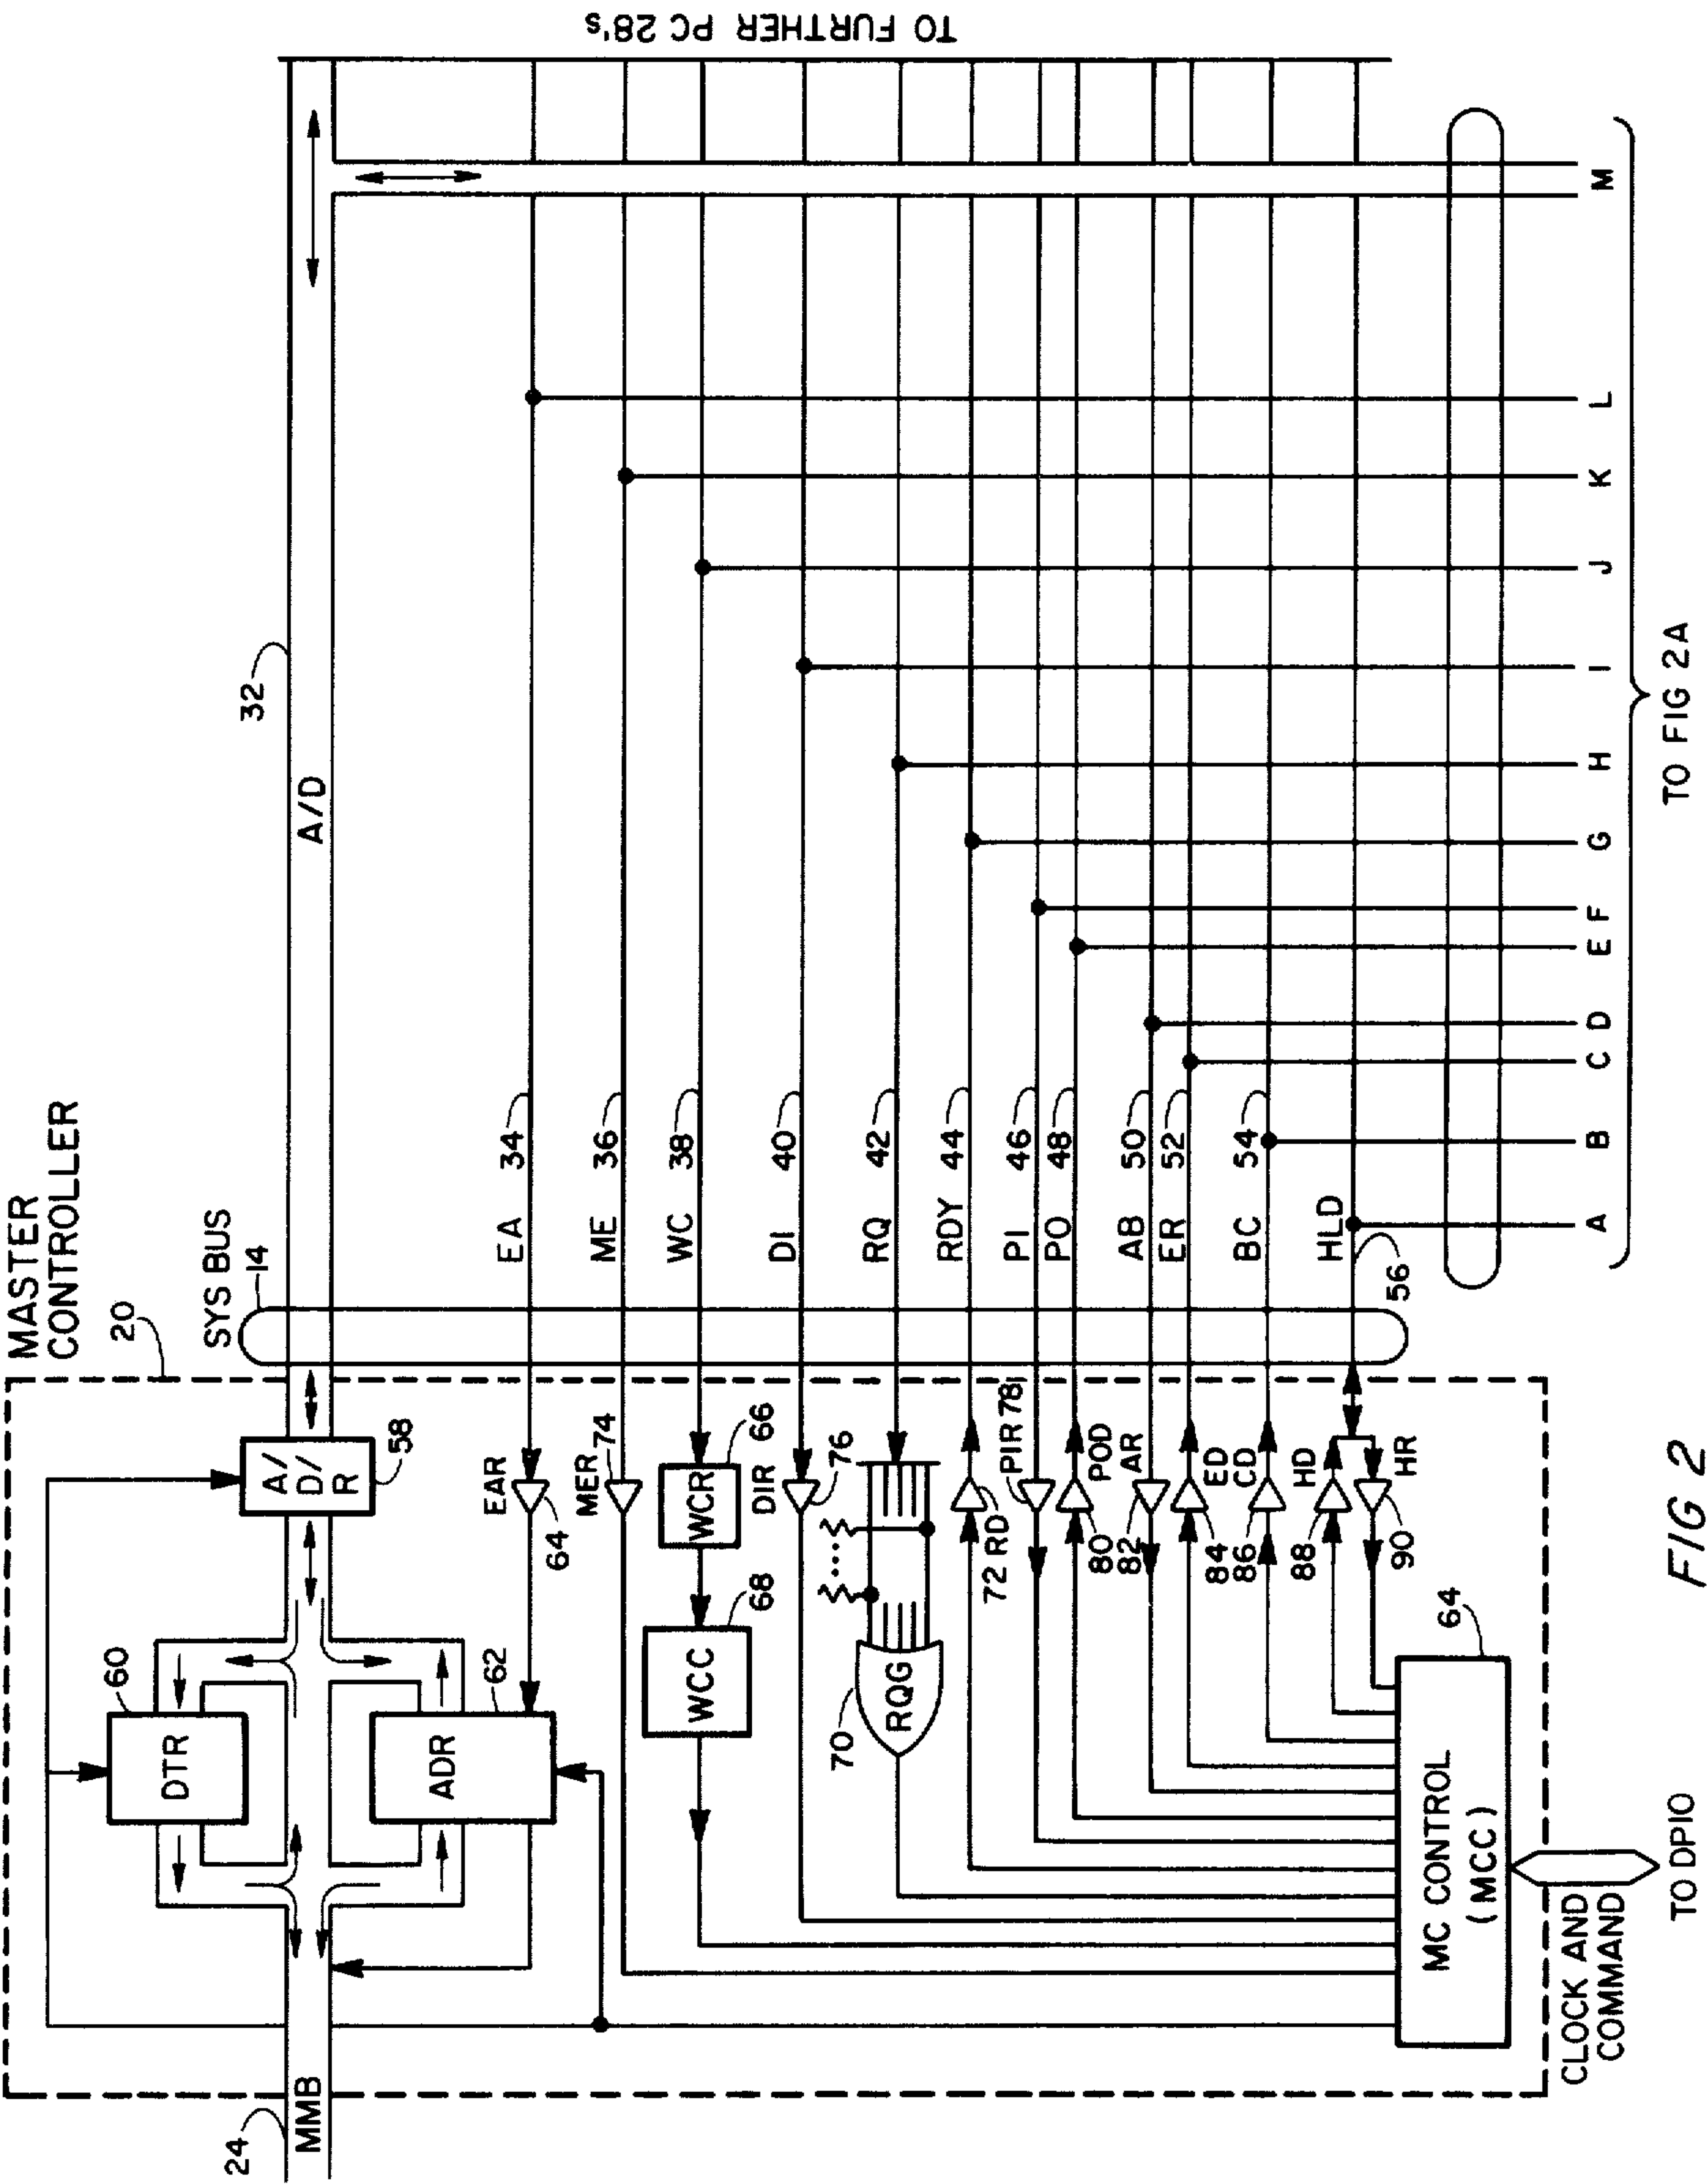 MASTER
CONTROLLER
20
SYS BUS
14
32
TO FURTHER PC 28's
24
MMB
A/D
60
DTR
A/
D/
R
58
62
ADR
EAR
64
EA
34
MER
74
ME
36
WCC
68
WCR
66
WC
38
DIR
76
DI
40
70
RQG
RQ
42
72 RD
RDY
44
PIR 78
PI
46
80
POD
PO
48
82
AR
AB
50
84
ED
ER
52
86
CD
BC
54
88
HD
HLD
56
90
HR
MC CONTROL
(MCC)
64
CLOCK AND
COMMAND
TO DPIO
A B C D E F G H I J K L M
TO FIG 2A
FIG 2